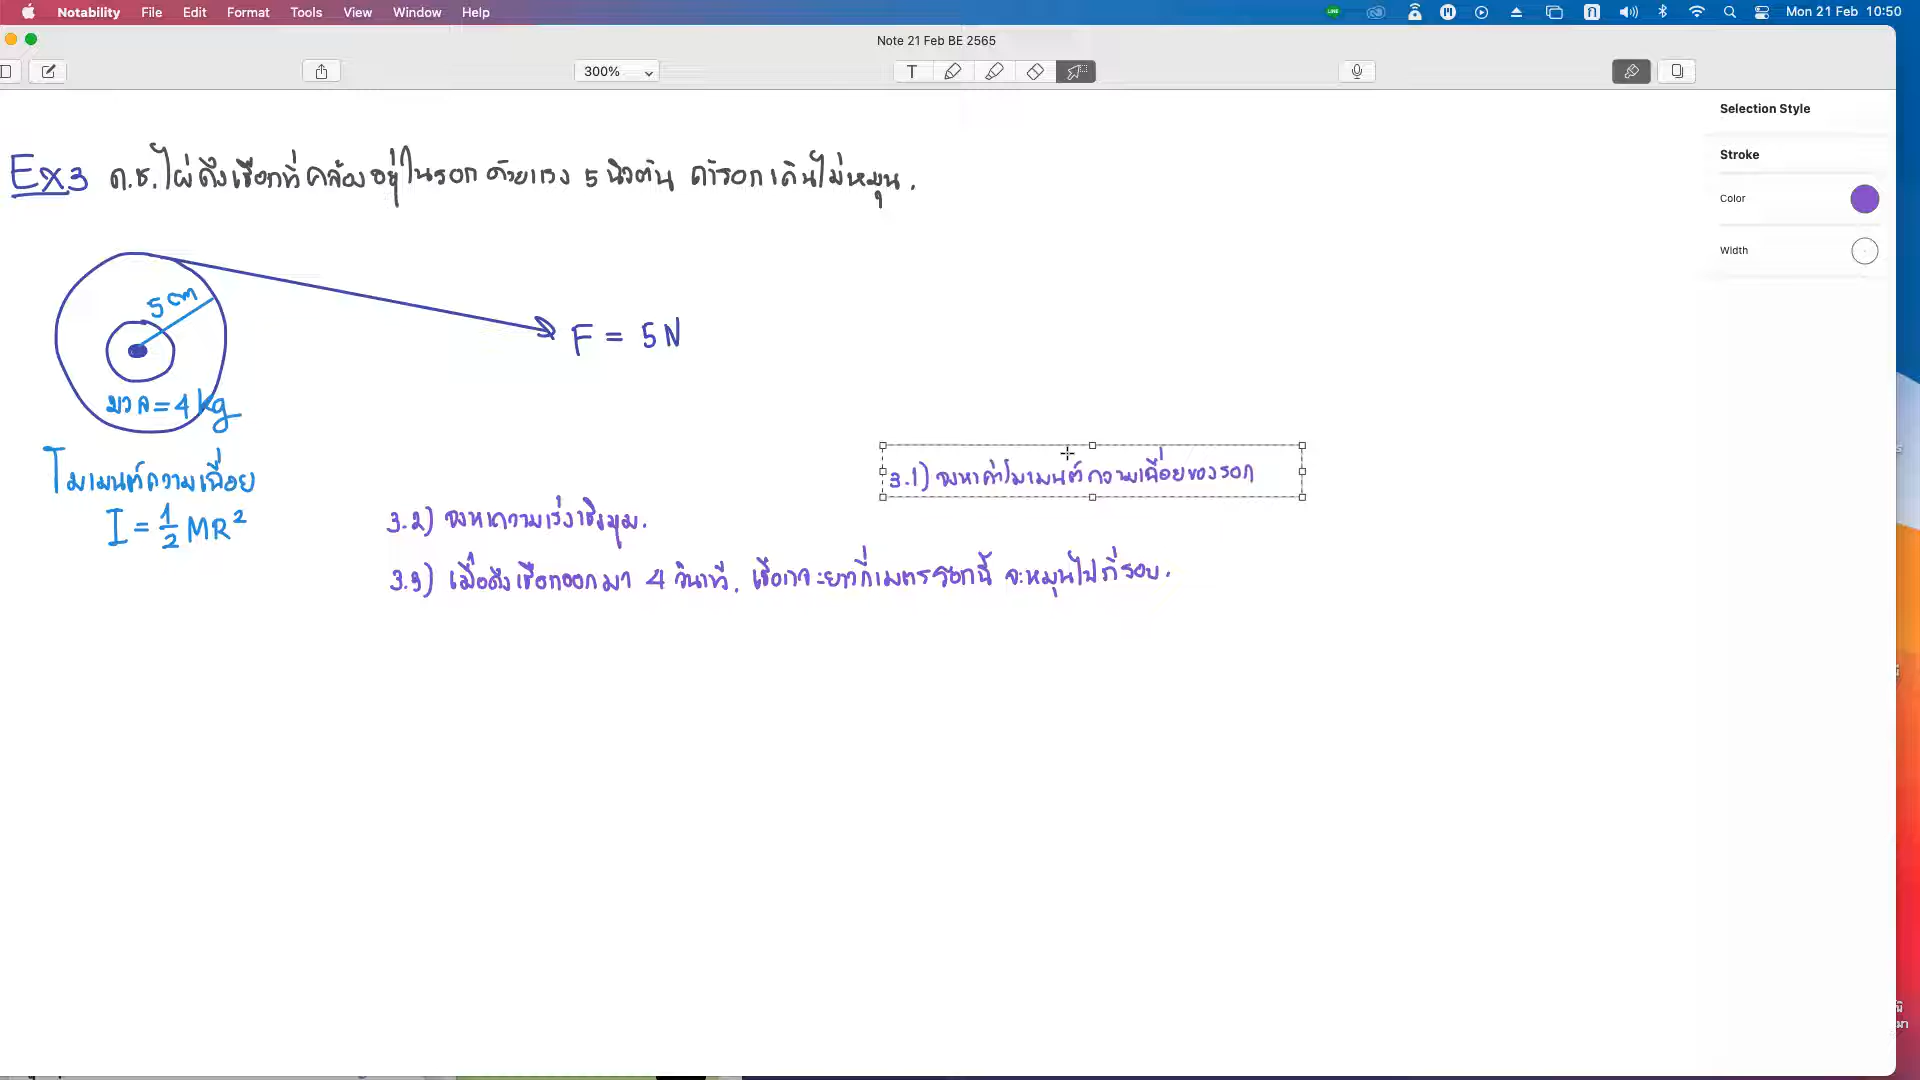 Notability File Edit Format Tools View Window Help
Mon 21 Feb 10:50
Note 21 Feb BE 2565
300%
T
Selection Style
Stroke
Color
Width
Ex3 ด.ช.ไผ่ดึงเชือกที่คล้องอยู่ในรอกด้วยแรง 5 นิวตัน ถ้ารอกเดินไม่หมุน.
5 cm
F = 5 N
มวล = 4 kg
โมเมนต์ความเฉื่อย
I = 1/2 MR²
3.1) จงหาค่าโมเมนต์ความเฉื่อยของรอก
3.2) จงหาความเร่งเชิงมุม.
3.3) เมื่อดึงเชือกออกมา 4 วินาที, เชือกจะยาวกี่เมตร รอกนี้ จะหมุนไปกี่รอบ.